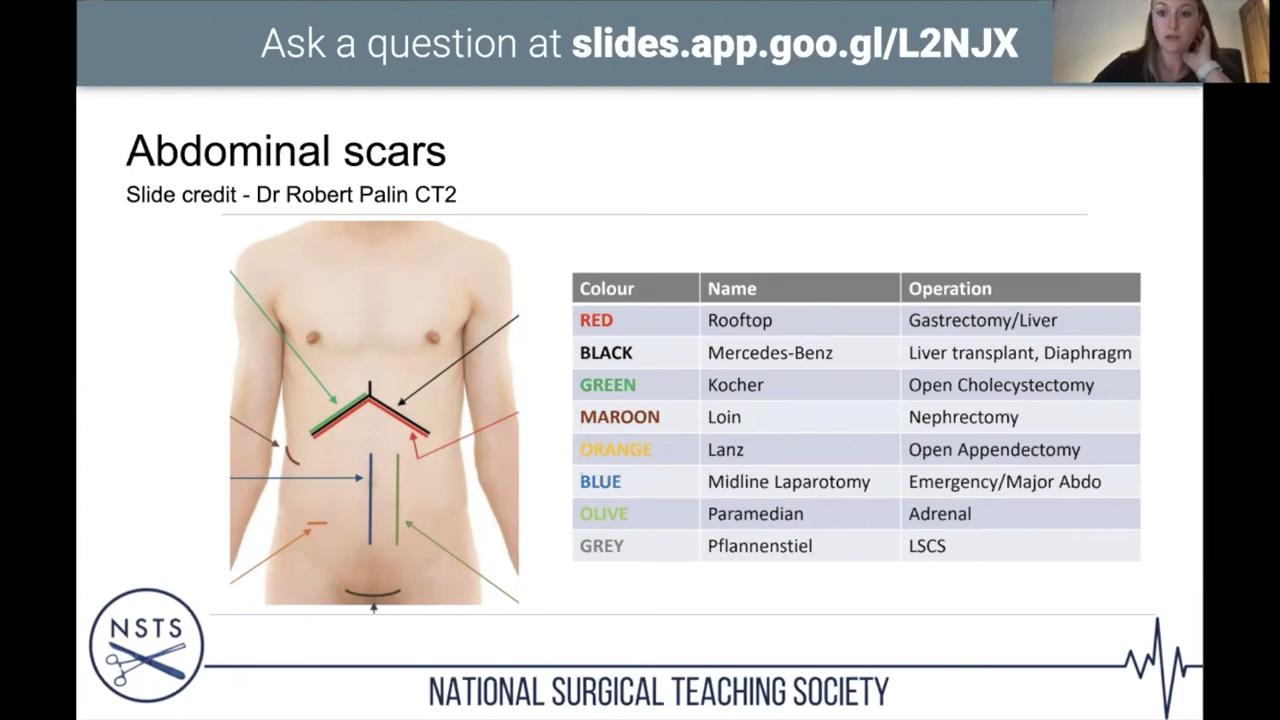 Ask a question at slides.app.goo.gl/L2NJX
Abdominal scars
Slide credit - Dr Robert Palin CT2
Colour Name Operation
RED Rooftop Gastrectomy/Liver
BLACK Mercedes-Benz Liver transplant, Diaphragm
GREEN Kocher Open Cholecystectomy
MAROON Loin Nephrectomy
ORANGE Lanz Open Appendectomy
BLUE Midline Laparotomy Emergency/Major Abdo
OLIVE Paramedian Adrenal
GREY Pflannenstiel LSCS
NSTS
NATIONAL SURGICAL TEACHING SOCIETY